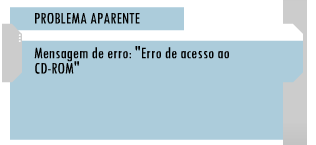 PROBLEMA APARENTE
Mensagem de erro: "Erro de acesso ao
CD-ROM"